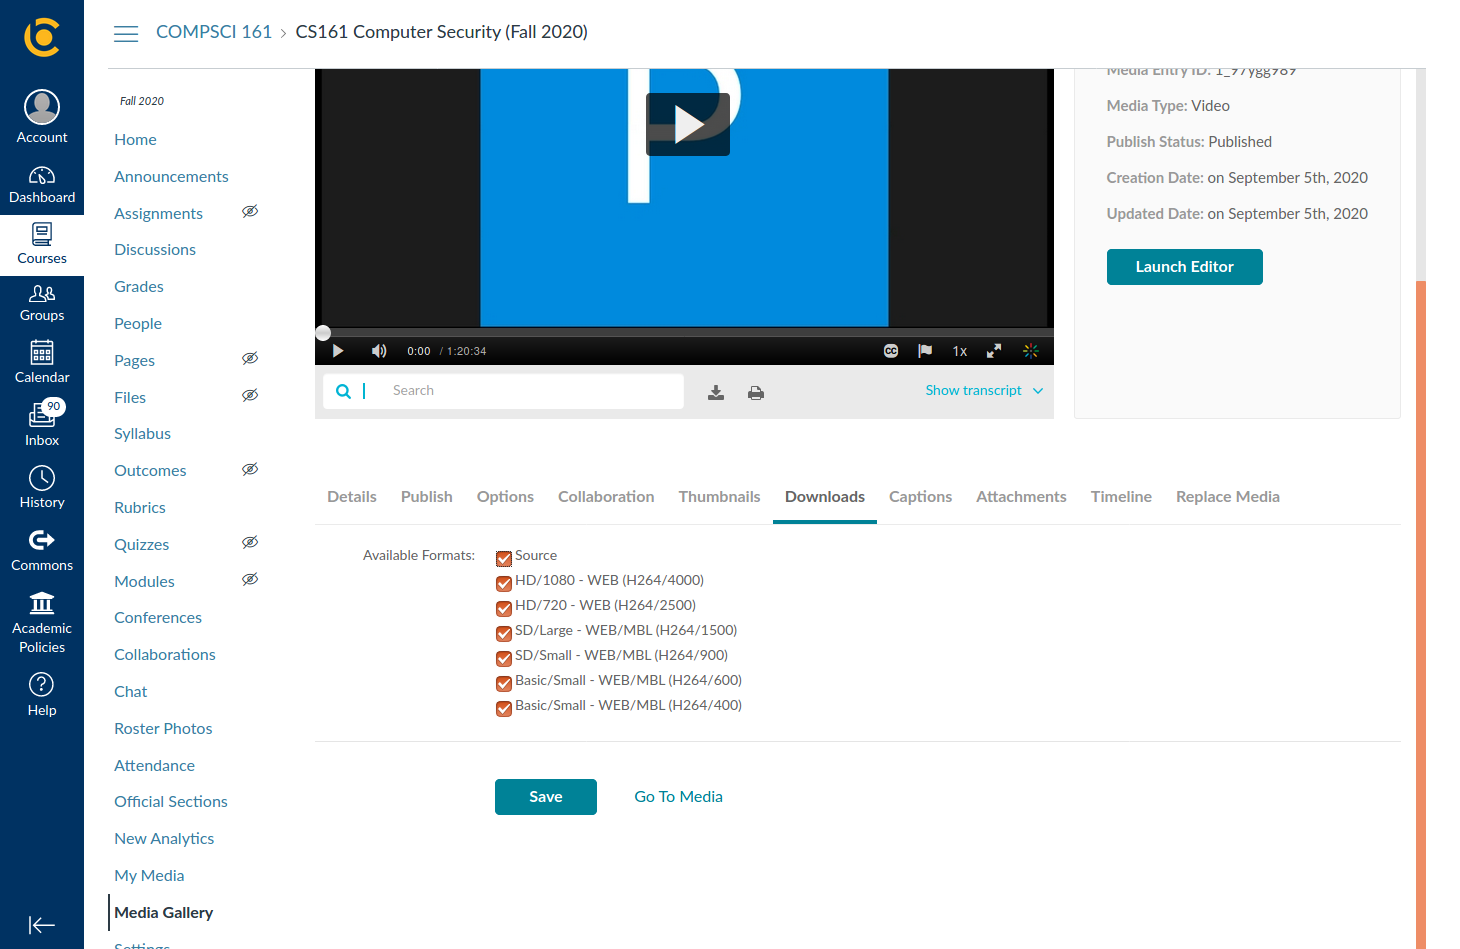 COMPSCI 161 › CS161 Computer Security (Fall 2020)
Account
Dashboard
Courses
Groups
Calendar
90
Inbox
History
Commons
Academic
Policies
Help
Fall 2020
Home
Announcements
Assignments
Discussions
Grades
People
Pages
Files
Syllabus
Outcomes
Rubrics
Quizzes
Modules
Conferences
Collaborations
Chat
Roster Photos
Attendance
Official Sections
New Analytics
My Media
Media Gallery
Settings
P
0:00 / 1:20:34
CC
1x
Search
Show transcript
Media Entry ID: 1_97ygg989
Media Type: Video
Publish Status: Published
Creation Date: on September 5th, 2020
Updated Date: on September 5th, 2020
Launch Editor
Details Publish Options Collaboration Thumbnails Downloads Captions Attachments Timeline Replace Media
Available Formats:
Source
HD/1080 - WEB (H264/4000)
HD/720 - WEB (H264/2500)
SD/Large - WEB/MBL (H264/1500)
SD/Small - WEB/MBL (H264/900)
Basic/Small - WEB/MBL (H264/600)
Basic/Small - WEB/MBL (H264/400)
Save
Go To Media